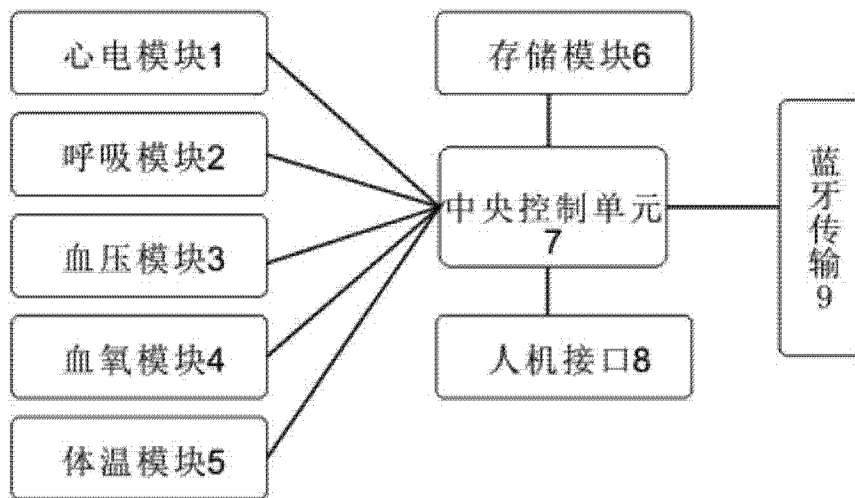 心电模块1
呼吸模块2
血压模块3
血氧模块4
体温模块5
存储模块6
中央控制单元
7
人机接口8
蓝牙传输9